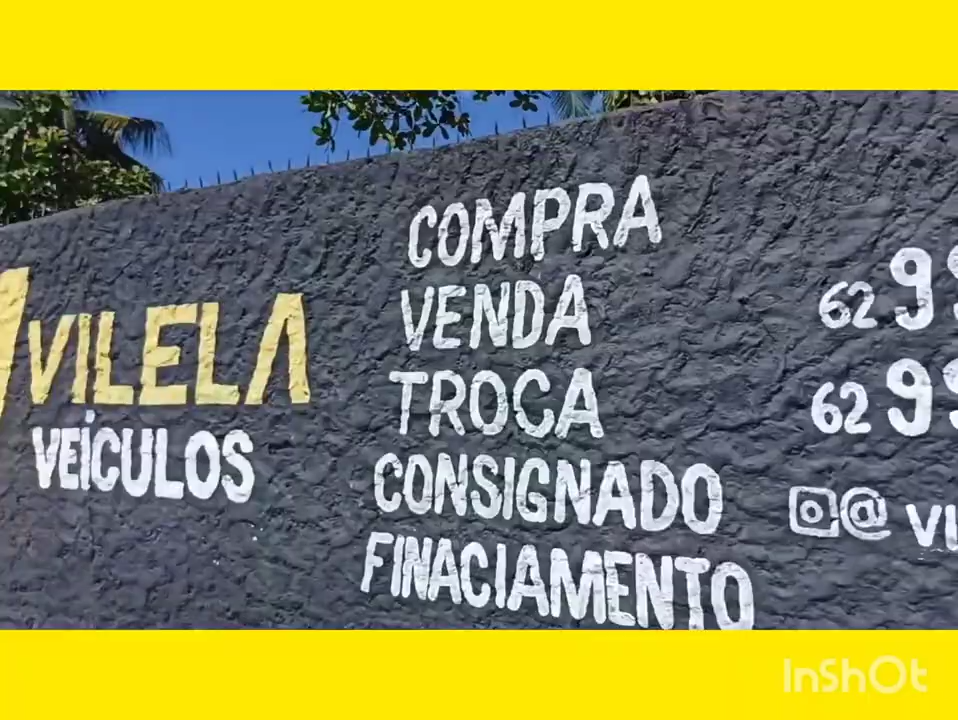 VILELA
VEÍCULOS
COMPRA
VENDA
TROCA
CONSIGNADO
FINACIAMENTO
62 99
62 99
@ VI
InShOt